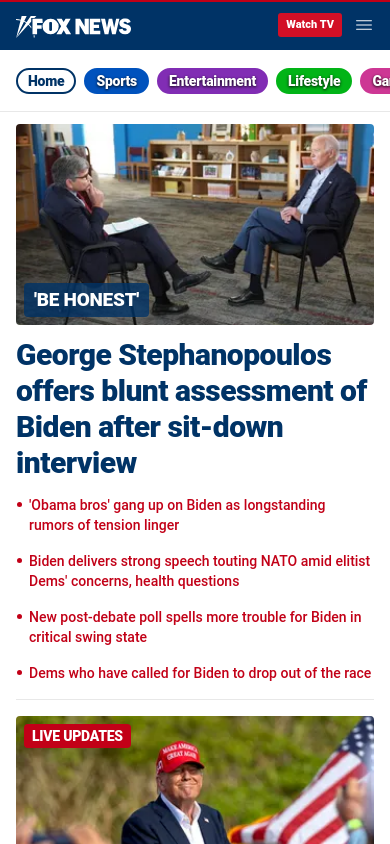 FOX NEWS
Watch TV
Home
Sports
Entertainment
Lifestyle
Ga
'BE HONEST'
George Stephanopoulos
offers blunt assessment of
Biden after sit-down
interview
• 'Obama bros' gang up on Biden as longstanding
rumors of tension linger
• Biden delivers strong speech touting NATO amid elitist
Dems' concerns, health questions
• New post-debate poll spells more trouble for Biden in
critical swing state
• Dems who have called for Biden to drop out of the race
LIVE UPDATES
MAKE AMERICA
GREAT AGAIN